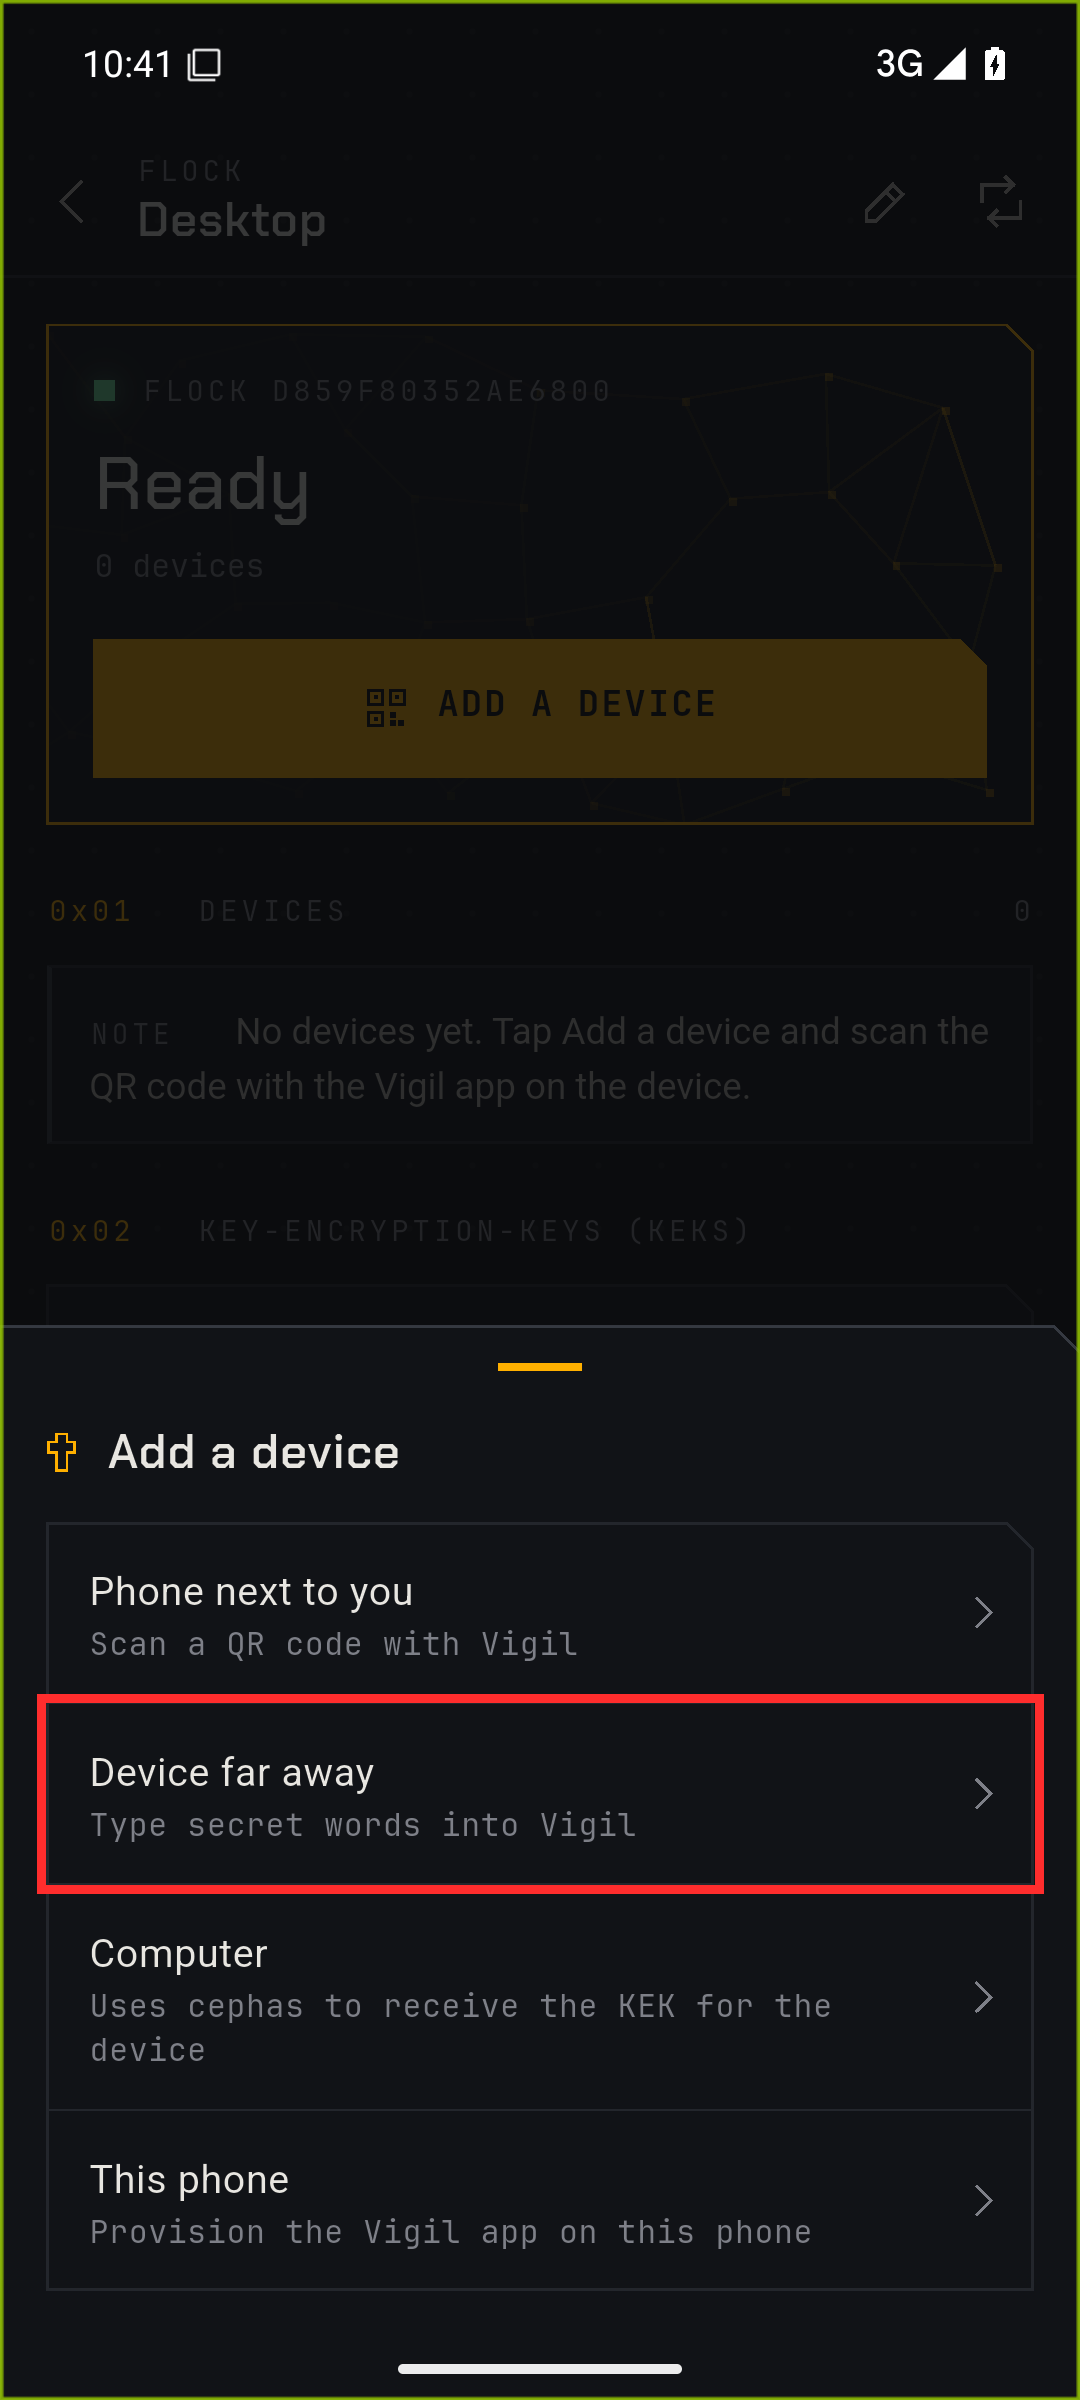 10:41
3G
FLOCK
Desktop
FLOCK D859F80352AE6800
Ready
0 devices
ADD A DEVICE
0x01 DEVICES 0
NOTE No devices yet. Tap Add a device and scan the
QR code with the Vigil app on the device.
0x02 KEY-ENCRYPTION-KEYS (KEKS)
Add a device
Phone next to you
Scan a QR code with Vigil
Device far away
Type secret words into Vigil
Computer
Uses cephas to receive the KEK for the
device
This phone
Provision the Vigil app on this phone